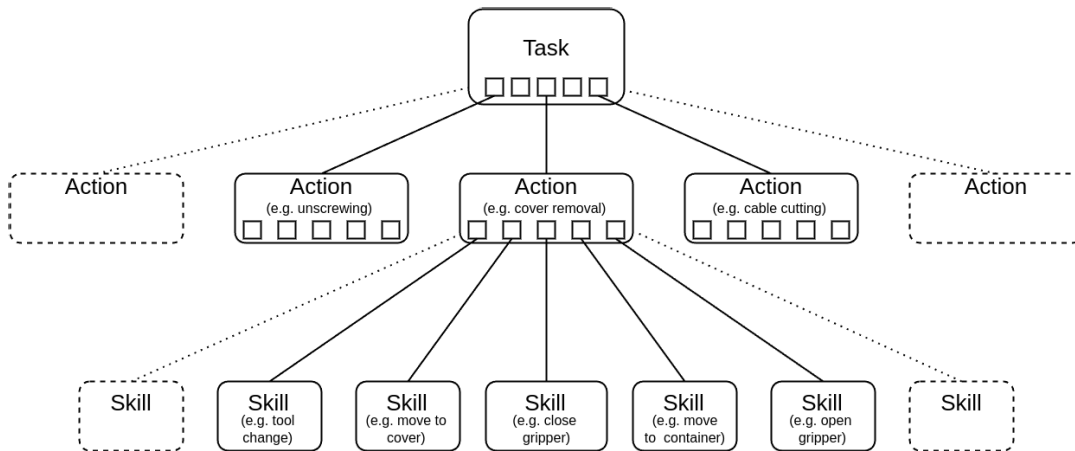 Task
Action
Action
(e.g. unscrewing)
Action
(e.g. cover removal)
Action
(e.g. cable cutting)
Action
Skill
Skill
(e.g. tool
change)
Skill
(e.g. move to
cover)
Skill
(e.g. close
gripper)
Skill
(e.g. move
to container)
Skill
(e.g. open
gripper)
Skill